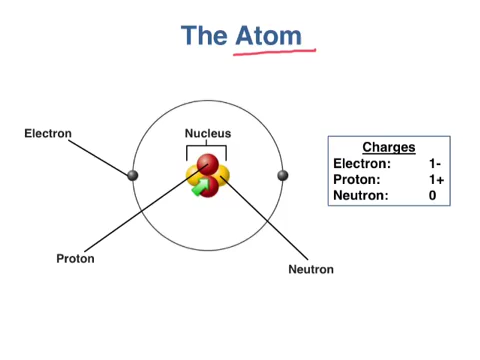 The Atom
Electron
Nucleus
Charges
Electron: 1-
Proton: 1+
Neutron: 0
Proton
Neutron